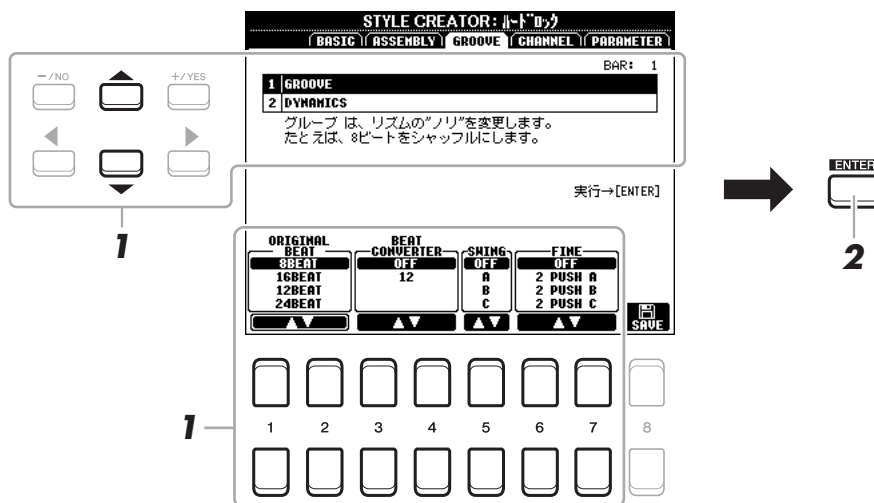 STYLE CREATOR: ハードロック
BASIC ASSEMBLY GROOVE CHANNEL PARAMETER
BAR: 1
1 GROOVE
2 DYNAMICS
グルーブ は、リズムの"ノリ"を変更します。
たとえば、8ビートをシャッフルにします。
実行→[ENTER]
-/NO
+/YES
1
ENTER
2
ORIGINAL BEAT
8BEAT
16BEAT
12BEAT
24BEAT
BEAT CONVERTER
OFF
12
SWING
OFF
A
B
C
FINE
OFF
2 PUSH A
2 PUSH B
2 PUSH C
SAVE
1
1 2 3 4 5 6 7 8